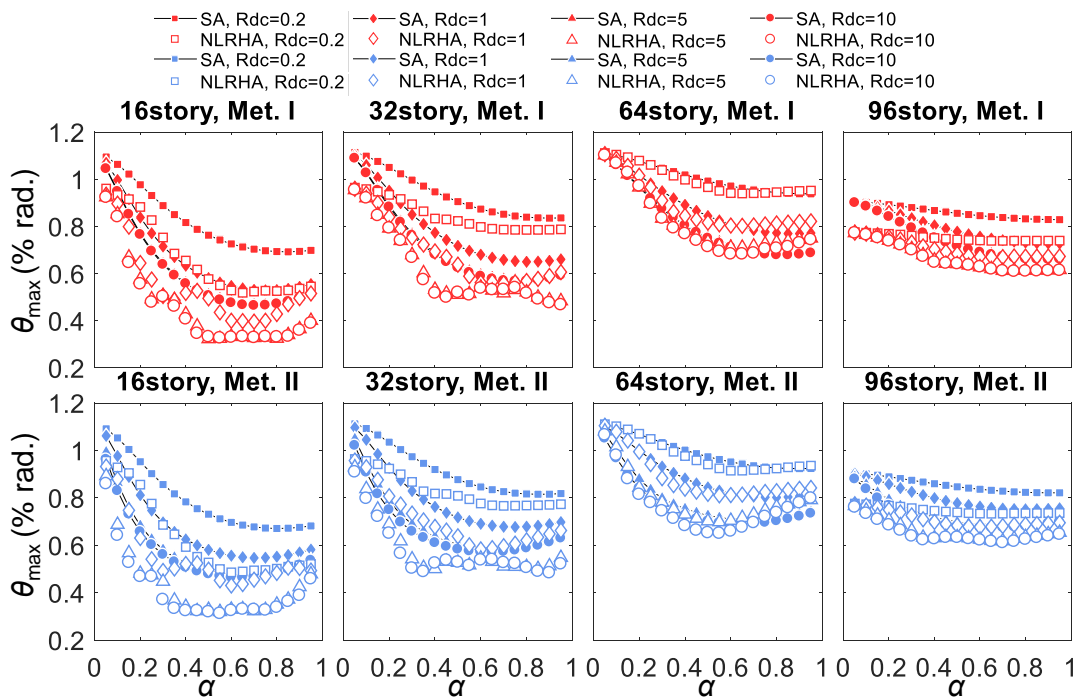 SA, Rdc=0.2 SA, Rdc=1 SA, Rdc=5 SA, Rdc=10
NLRHA, Rdc=0.2 NLRHA, Rdc=1 NLRHA, Rdc=5 NLRHA, Rdc=10
SA, Rdc=0.2 SA, Rdc=1 SA, Rdc=5 SA, Rdc=10
NLRHA, Rdc=0.2 NLRHA, Rdc=1 NLRHA, Rdc=5 NLRHA, Rdc=10
16story, Met. I 32story, Met. I 64story, Met. I 96story, Met. I
1.2
1
0.8
0.6
0.4
0.2
θmax (% rad.)
16story, Met. II 32story, Met. II 64story, Met. II 96story, Met. II
1.2
1
0.8
0.6
0.4
0.2
θmax (% rad.)
0 0.2 0.4 0.6 0.8 1 0 0.2 0.4 0.6 0.8 1 0 0.2 0.4 0.6 0.8 1 0 0.2 0.4 0.6 0.8 1
α α α α